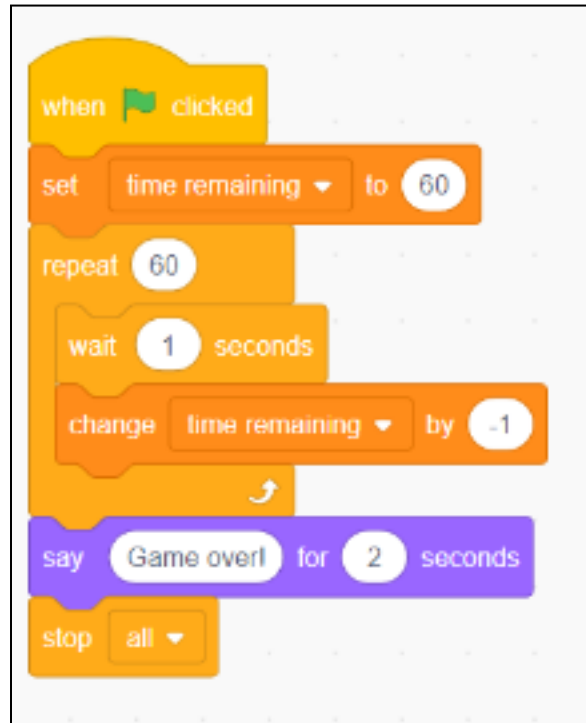 when clicked
set time remaining to 60
repeat 60
wait 1 seconds
change time remaining by -1
say Game over! for 2 seconds
stop all